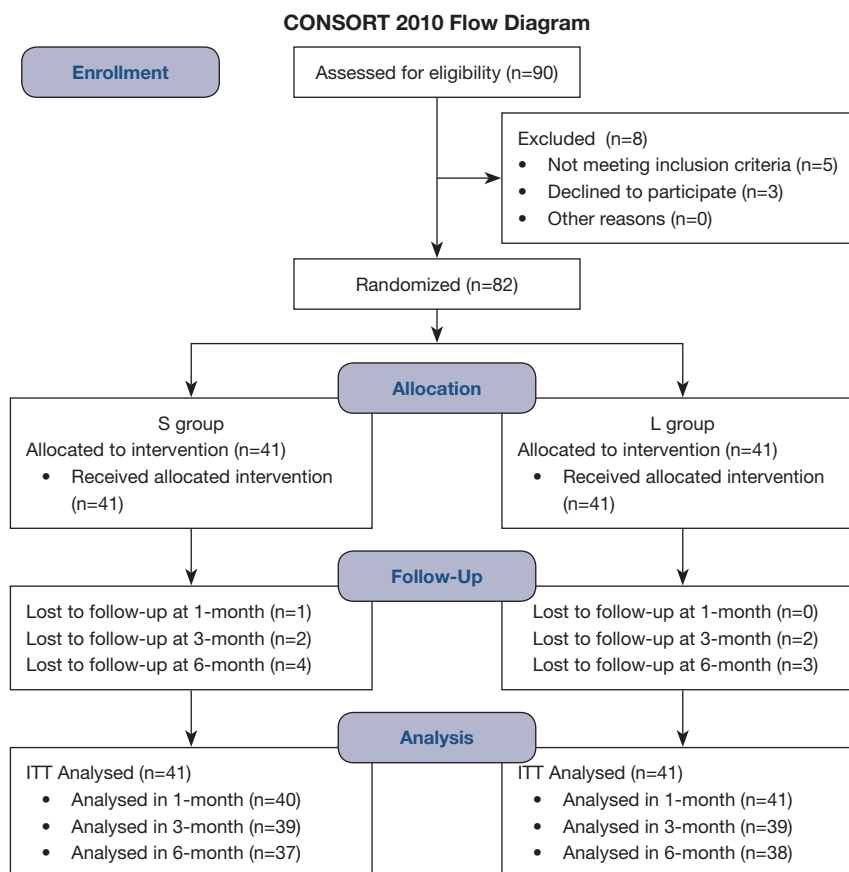 CONSORT 2010 Flow Diagram
Enrollment
Assessed for eligibility (n=90)
Excluded (n=8)
• Not meeting inclusion criteria (n=5)
• Declined to participate (n=3)
• Other reasons (n=0)
Randomized (n=82)
Allocation
S group
Allocated to intervention (n=41)
• Received allocated intervention
(n=41)
L group
Allocated to intervention (n=41)
• Received allocated intervention
(n=41)
Follow-Up
Lost to follow-up at 1-month (n=1)
Lost to follow-up at 3-month (n=2)
Lost to follow-up at 6-month (n=4)
Lost to follow-up at 1-month (n=0)
Lost to follow-up at 3-month (n=2)
Lost to follow-up at 6-month (n=3)
Analysis
ITT Analysed (n=41)
• Analysed in 1-month (n=40)
• Analysed in 3-month (n=39)
• Analysed in 6-month (n=37)
ITT Analysed (n=41)
• Analysed in 1-month (n=41)
• Analysed in 3-month (n=39)
• Analysed in 6-month (n=38)